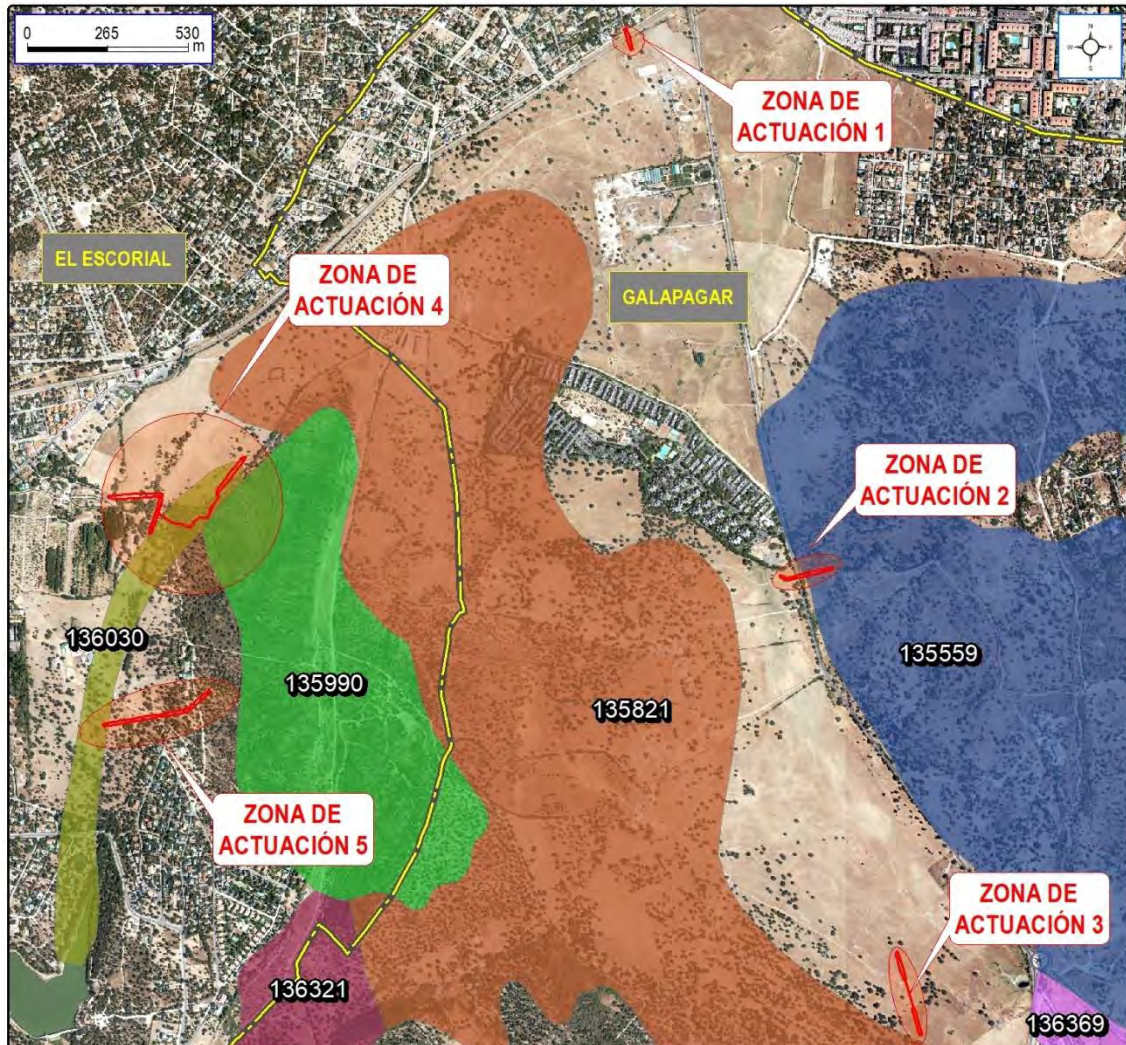 0 265 530
m
N
W E
S
ZONA DE
ACTUACIÓN 1
EL ESCORIAL
ZONA DE
ACTUACIÓN 4
GALAPAGAR
ZONA DE
ACTUACIÓN 2
136030
135990
135559
135821
ZONA DE
ACTUACIÓN 5
ZONA DE
ACTUACIÓN 3
136321
136369